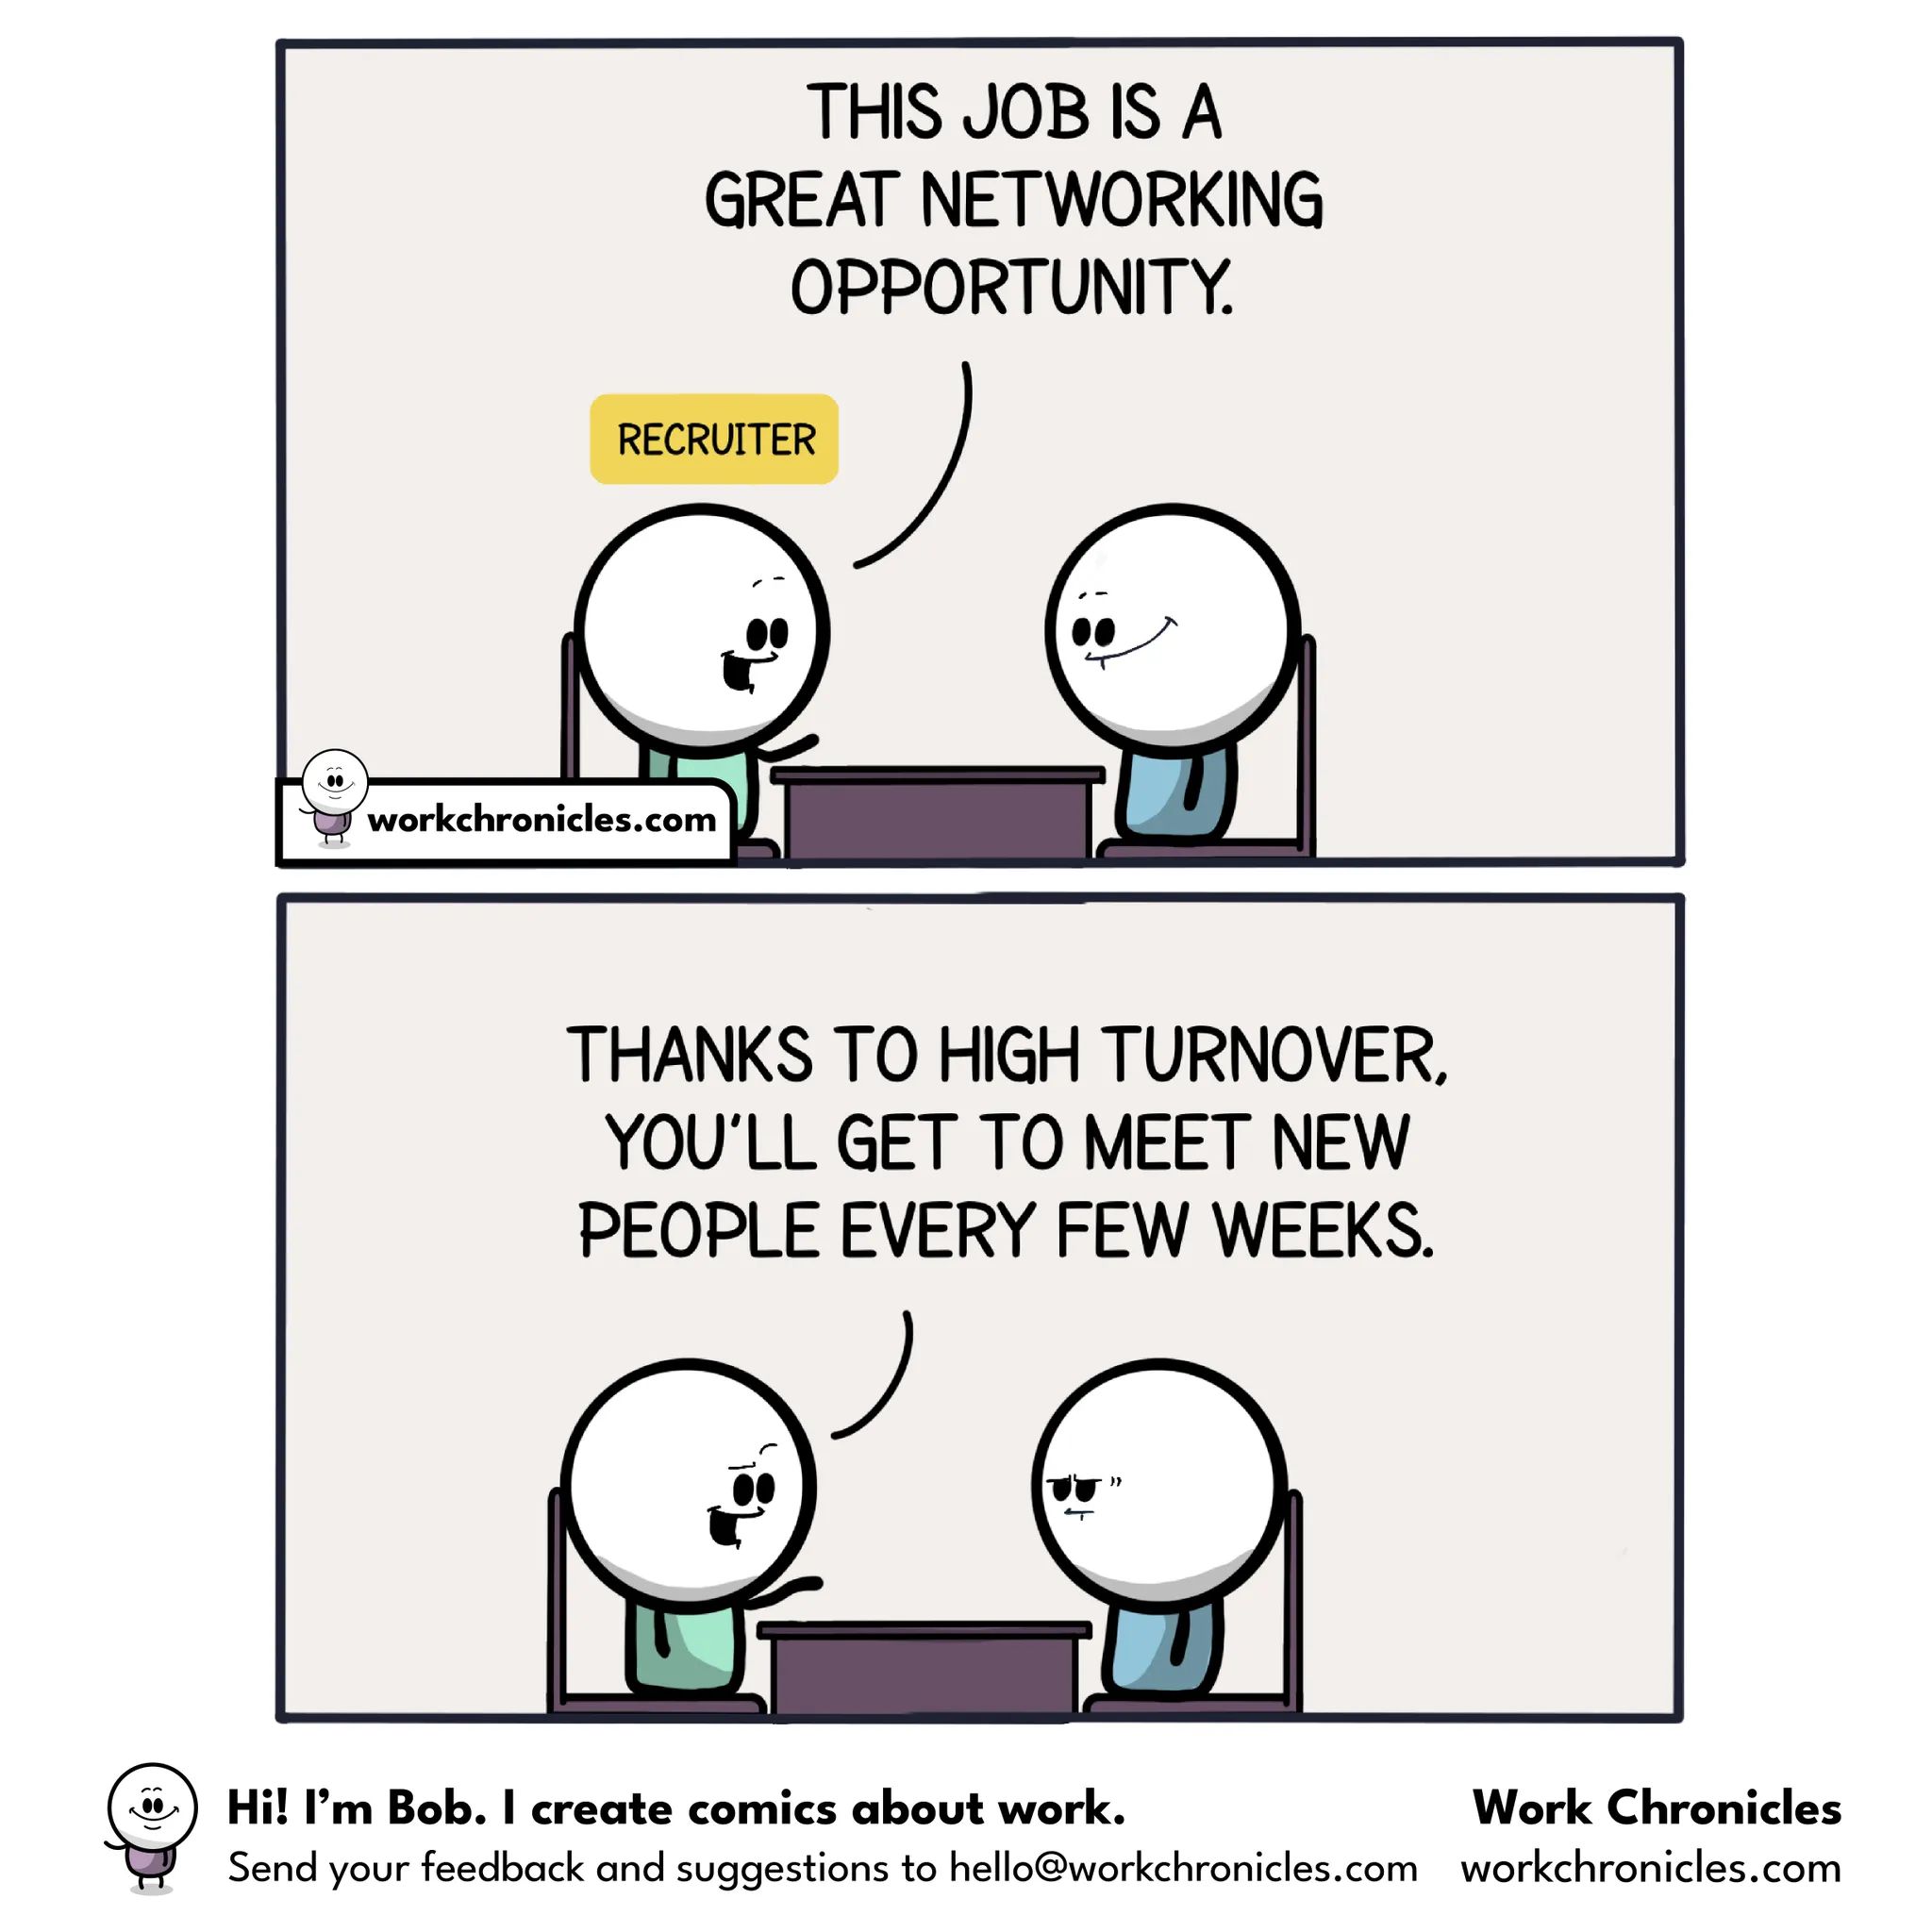 THIS JOB IS A
GREAT NETWORKING
OPPORTUNITY.
RECRUITER
workchronicles.com
THANKS TO HIGH TURNOVER,
YOU'LL GET TO MEET NEW
PEOPLE EVERY FEW WEEKS.
Hi! I’m Bob. I create comics about work.
Send your feedback and suggestions to hello@workchronicles.com
Work Chronicles
workchronicles.com